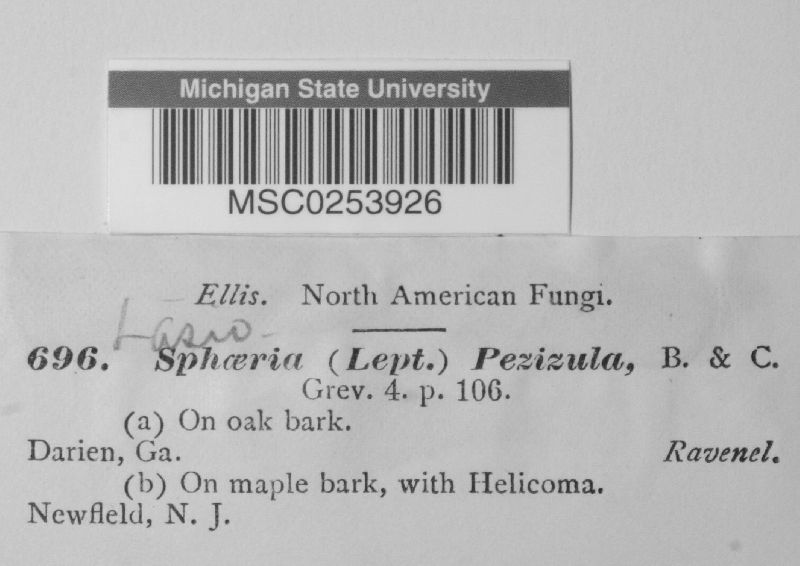 Michigan State University
MSC0253926
Ellis. North American Fungi.
Lasio-
696. Sphæria (Lept.) Pezizula, B. & C.
Grev. 4. p. 106.
(a) On oak bark.
Darien, Ga. Ravenel.
(b) On maple bark, with Helicoma.
Newfield, N. J.